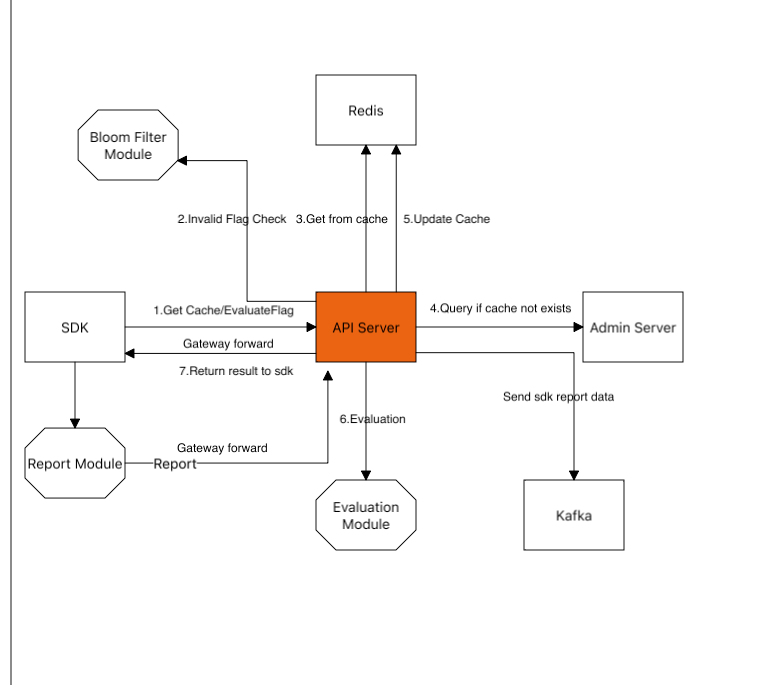 Redis
Bloom Filter
Module
2.Invalid Flag Check
3.Get from cache
5.Update Cache
1.Get Cache/EvaluateFlag
4.Query if cache not exists
SDK
API Server
Admin Server
Gateway forward
7.Return result to sdk
Send sdk report data
6.Evaluation
Gateway forward
Report Module
Report
Evaluation
Module
Kafka